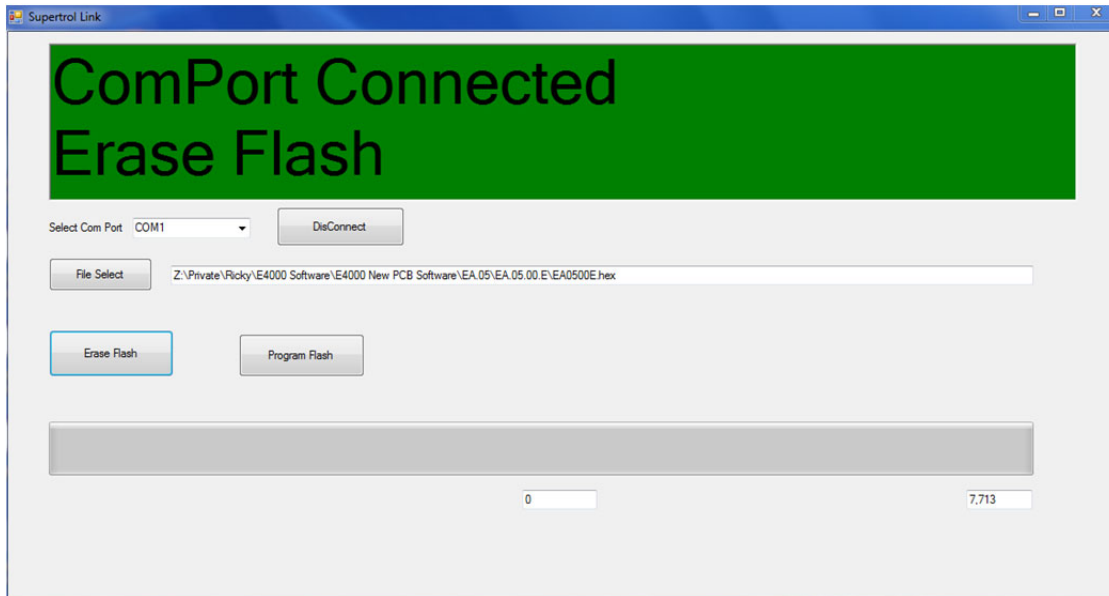 Supertrol Link
ComPort Connected
Erase Flash
Select Com Port COM1 DisConnect
File Select Z:\Private\Ricky\E4000 Software\E4000 New PCB Software\EA.05\EA.05.00.E\EA0500E.hex
Erase Flash Program Flash
0 7,713